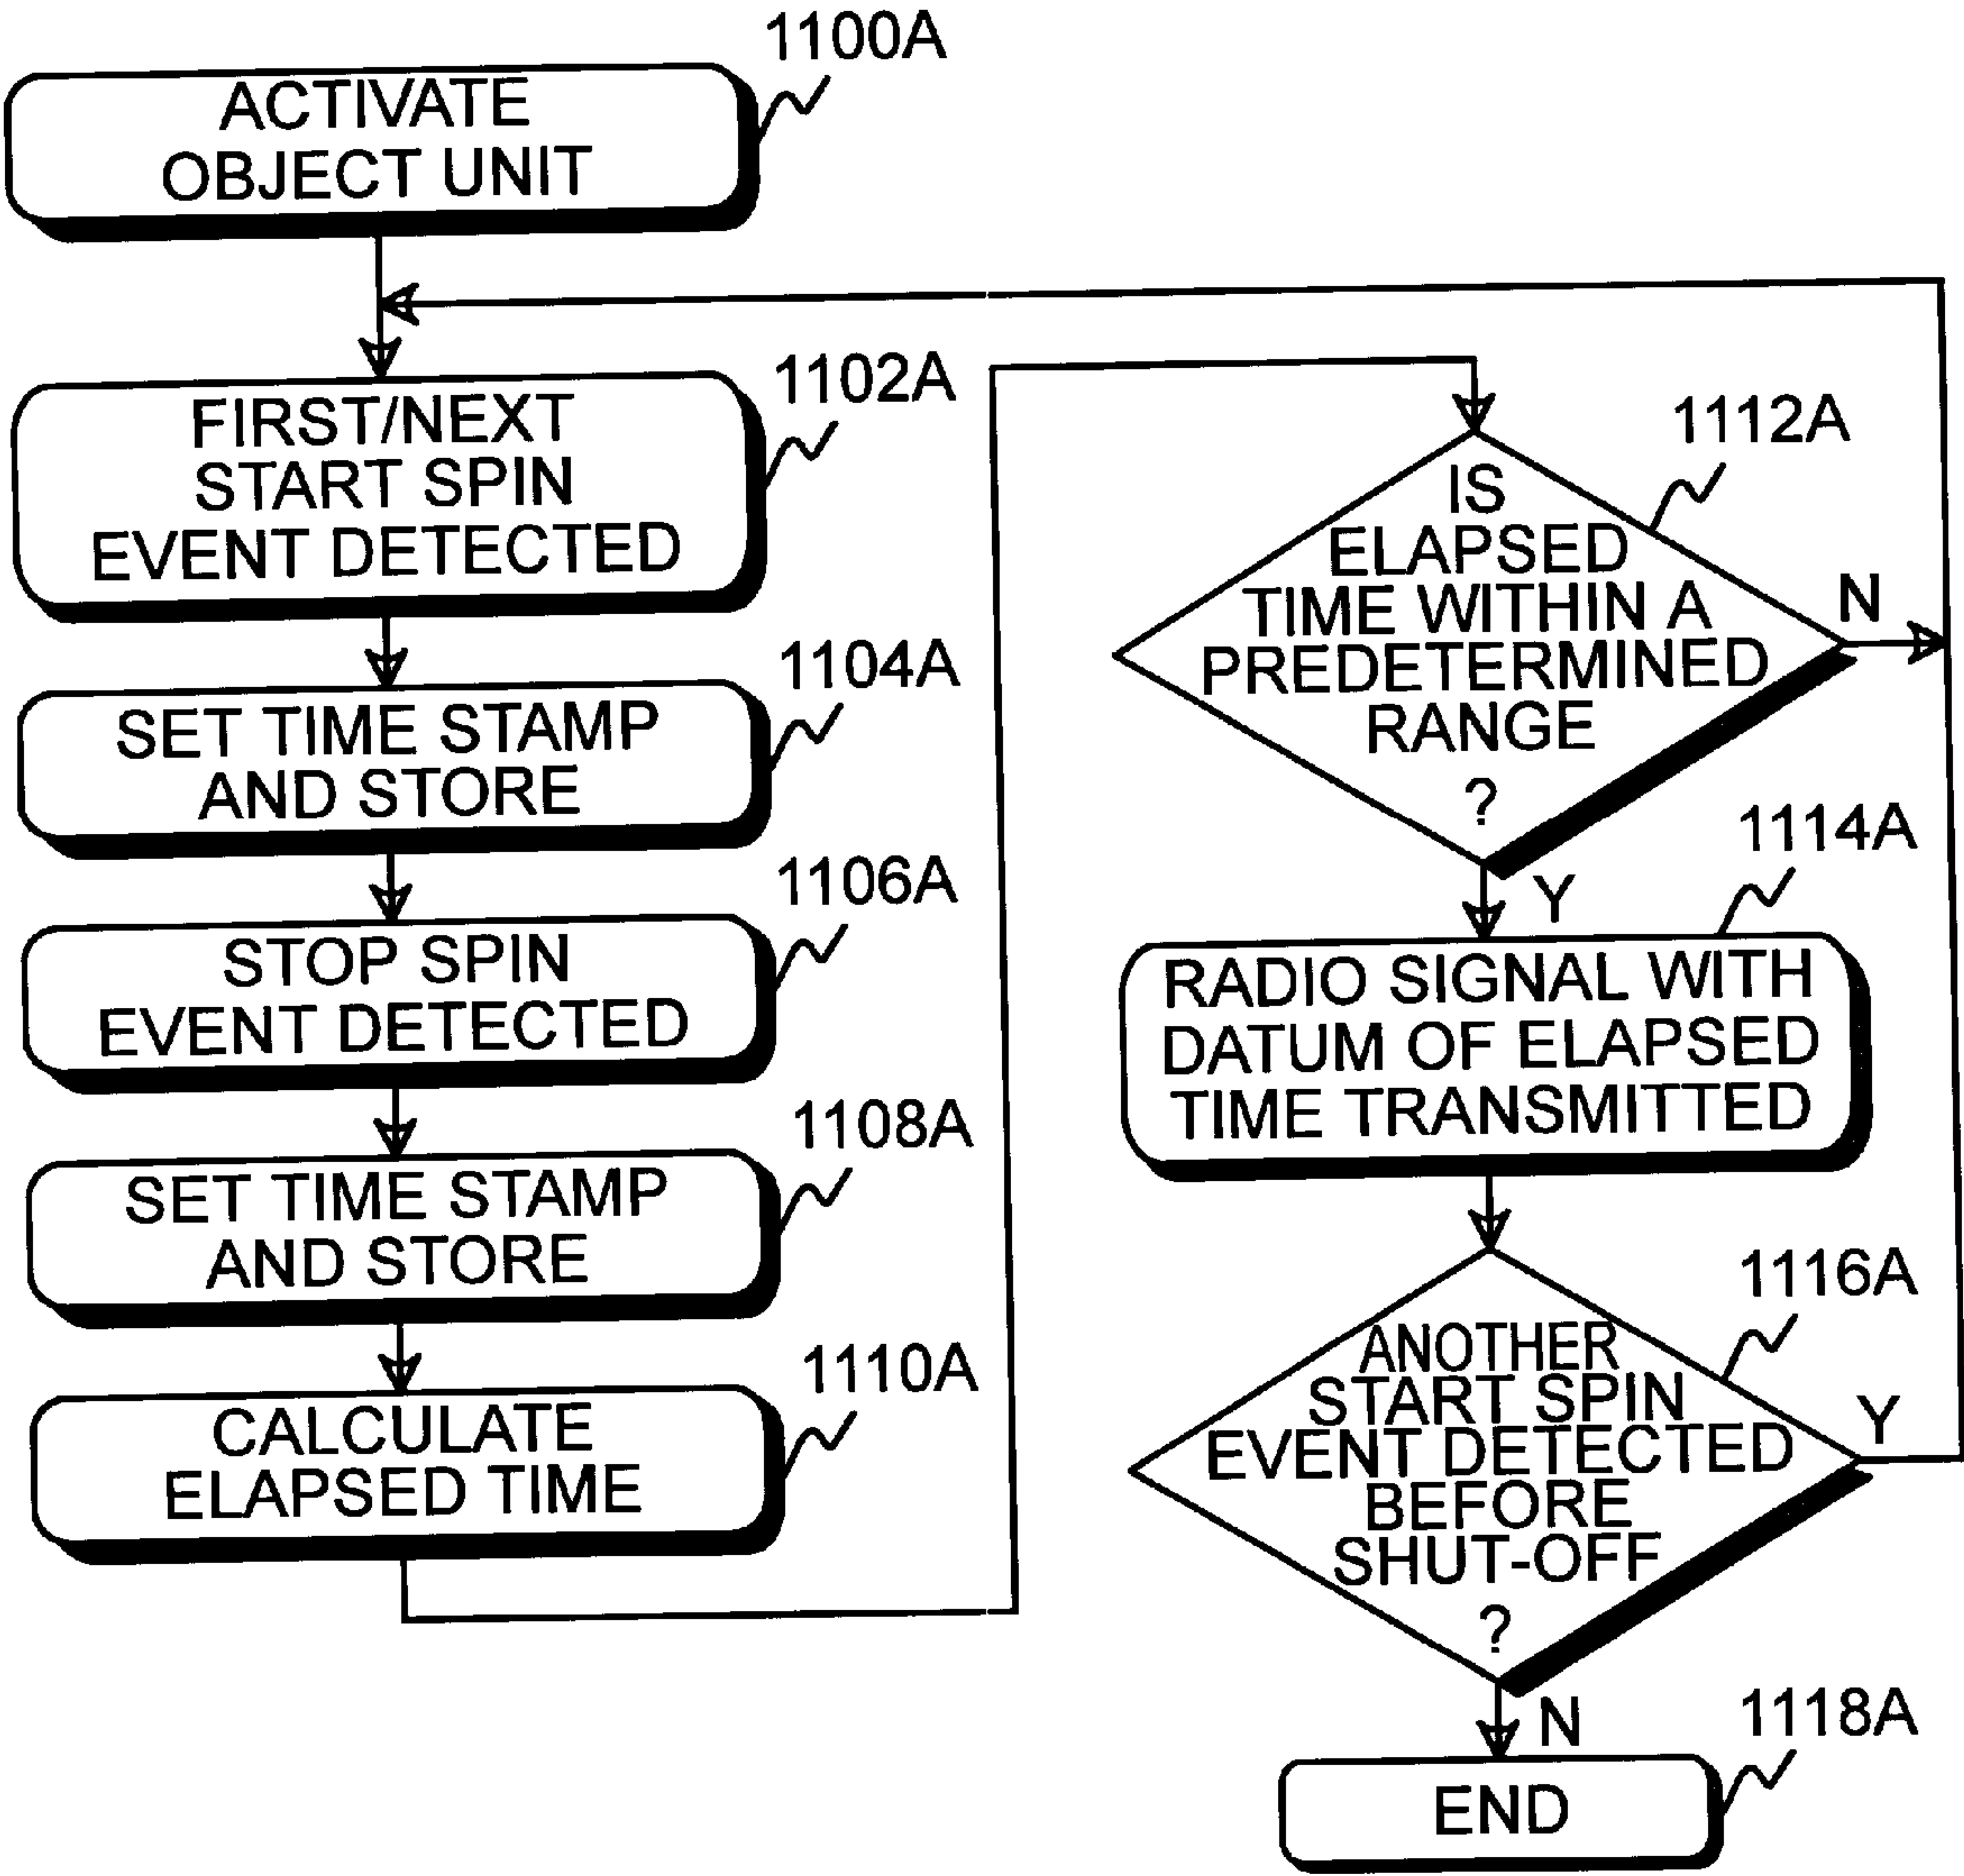 1100A
ACTIVATE
OBJECT UNIT
1102A
FIRST/NEXT
START SPIN
EVENT DETECTED
1104A
SET TIME STAMP
AND STORE
1106A
STOP SPIN
EVENT DETECTED
1108A
SET TIME STAMP
AND STORE
1110A
CALCULATE
ELAPSED TIME
1112A
IS
ELAPSED
TIME WITHIN A
PREDETERMINED
RANGE
?
N
Y
1114A
RADIO SIGNAL WITH
DATUM OF ELAPSED
TIME TRANSMITTED
1116A
ANOTHER
START SPIN
EVENT DETECTED
BEFORE
SHUT-OFF
?
Y
N
1118A
END